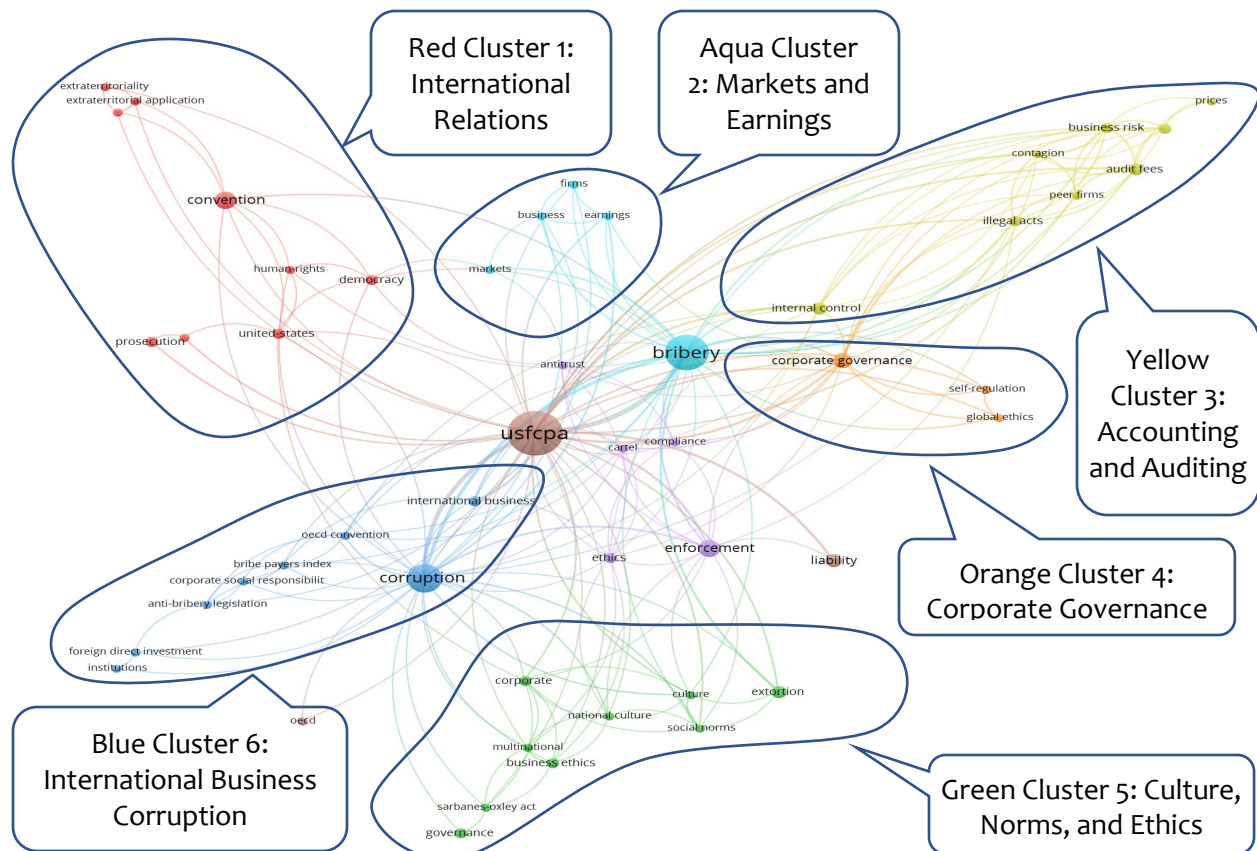 Red Cluster 1:
International
Relations
Aqua Cluster
2: Markets and
Earnings
extraterritoriality
extraterritorial application
convention
human-rights
democracy
united-states
prosecution
firms
business
earnings
markets
prices
business risk
contagion
audit fees
peer firms
illegal acts
internal control
bribery
corporate governance
self-regulation
global ethics
antitrust
usfcpa
compliance
cartel
Yellow
Cluster 3:
Accounting
and Auditing
international business
oecd convention
bribe payers index
corporate social responsibilit
corruption
anti-bribery legislation
foreign direct investment
institutions
ethics
enforcement
liability
Orange Cluster 4:
Corporate Governance
oecd
corporate
culture
extortion
national culture
social norms
multinational
business ethics
sarbanes-oxley act
governance
Blue Cluster 6:
International Business
Corruption
Green Cluster 5: Culture,
Norms, and Ethics